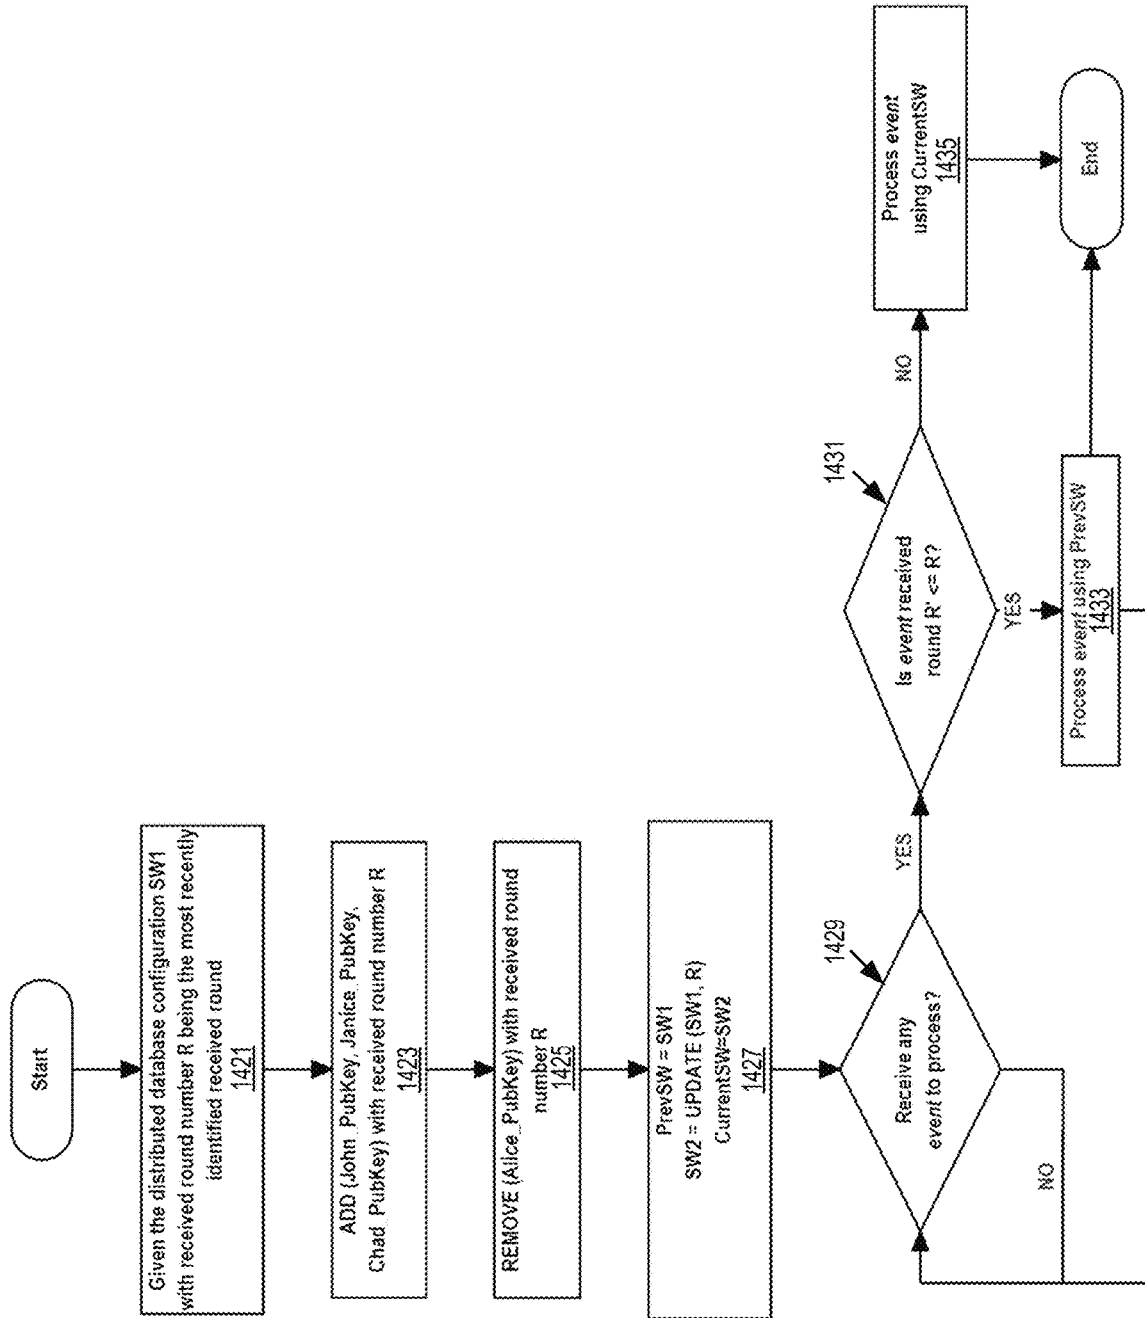 Start
Given the distributed database configuration SW1
with received round number R being the most recently
identified received round
1421
ADD (John_PubKey, Janice_PubKey,
Chad_PubKey) with received round number R
1423
REMOVE (Alice_PubKey) with received round
number R
1425
PrevSW = SW1
SW2 = UPDATE (SW1, R)
CurrentSW=SW2
1427
1429
Receive any
event to process?
NO
YES
1431
Is event received
round R' <= R?
YES
NO
Process event using PrevSW
1433
Process event
using CurrentSW
1435
End